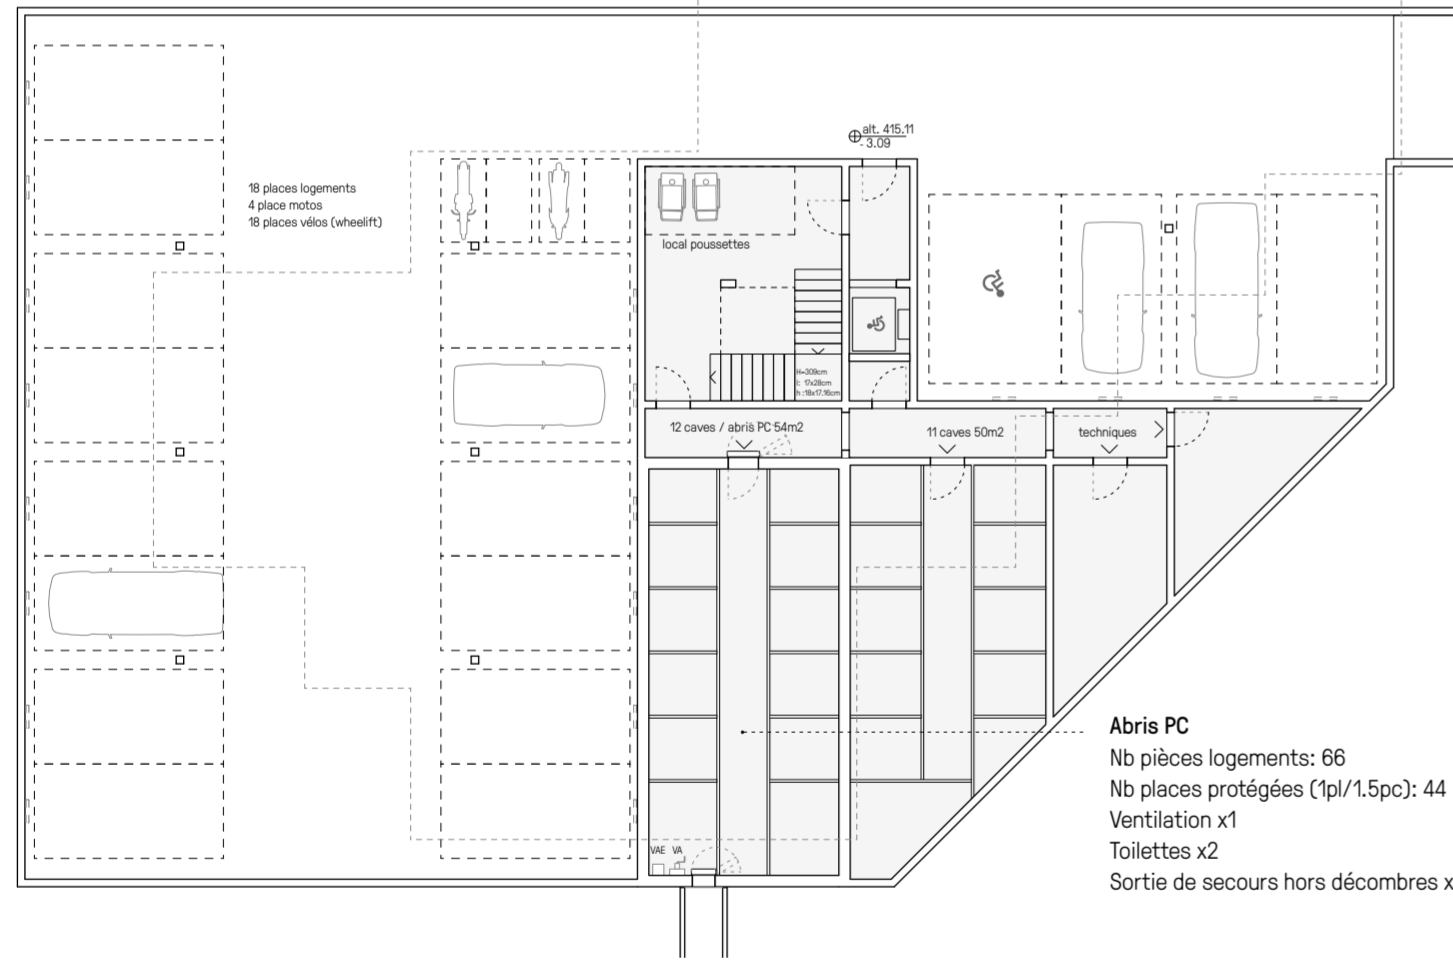 alt. 415.11
- 3.09
18 places logements
4 place motos
18 places vélos (wheelift)
local poussettes
H=309cm
l: 17x28cm
h :18x17.16cm
12 caves / abris PC 54m2
11 caves 50m2
techniques
Abris PC
Nb pièces logements: 66
Nb places protégées (1pl/1.5pc): 44
Ventilation x1
Toilettes x2
Sortie de secours hors décombres x
VAE VA